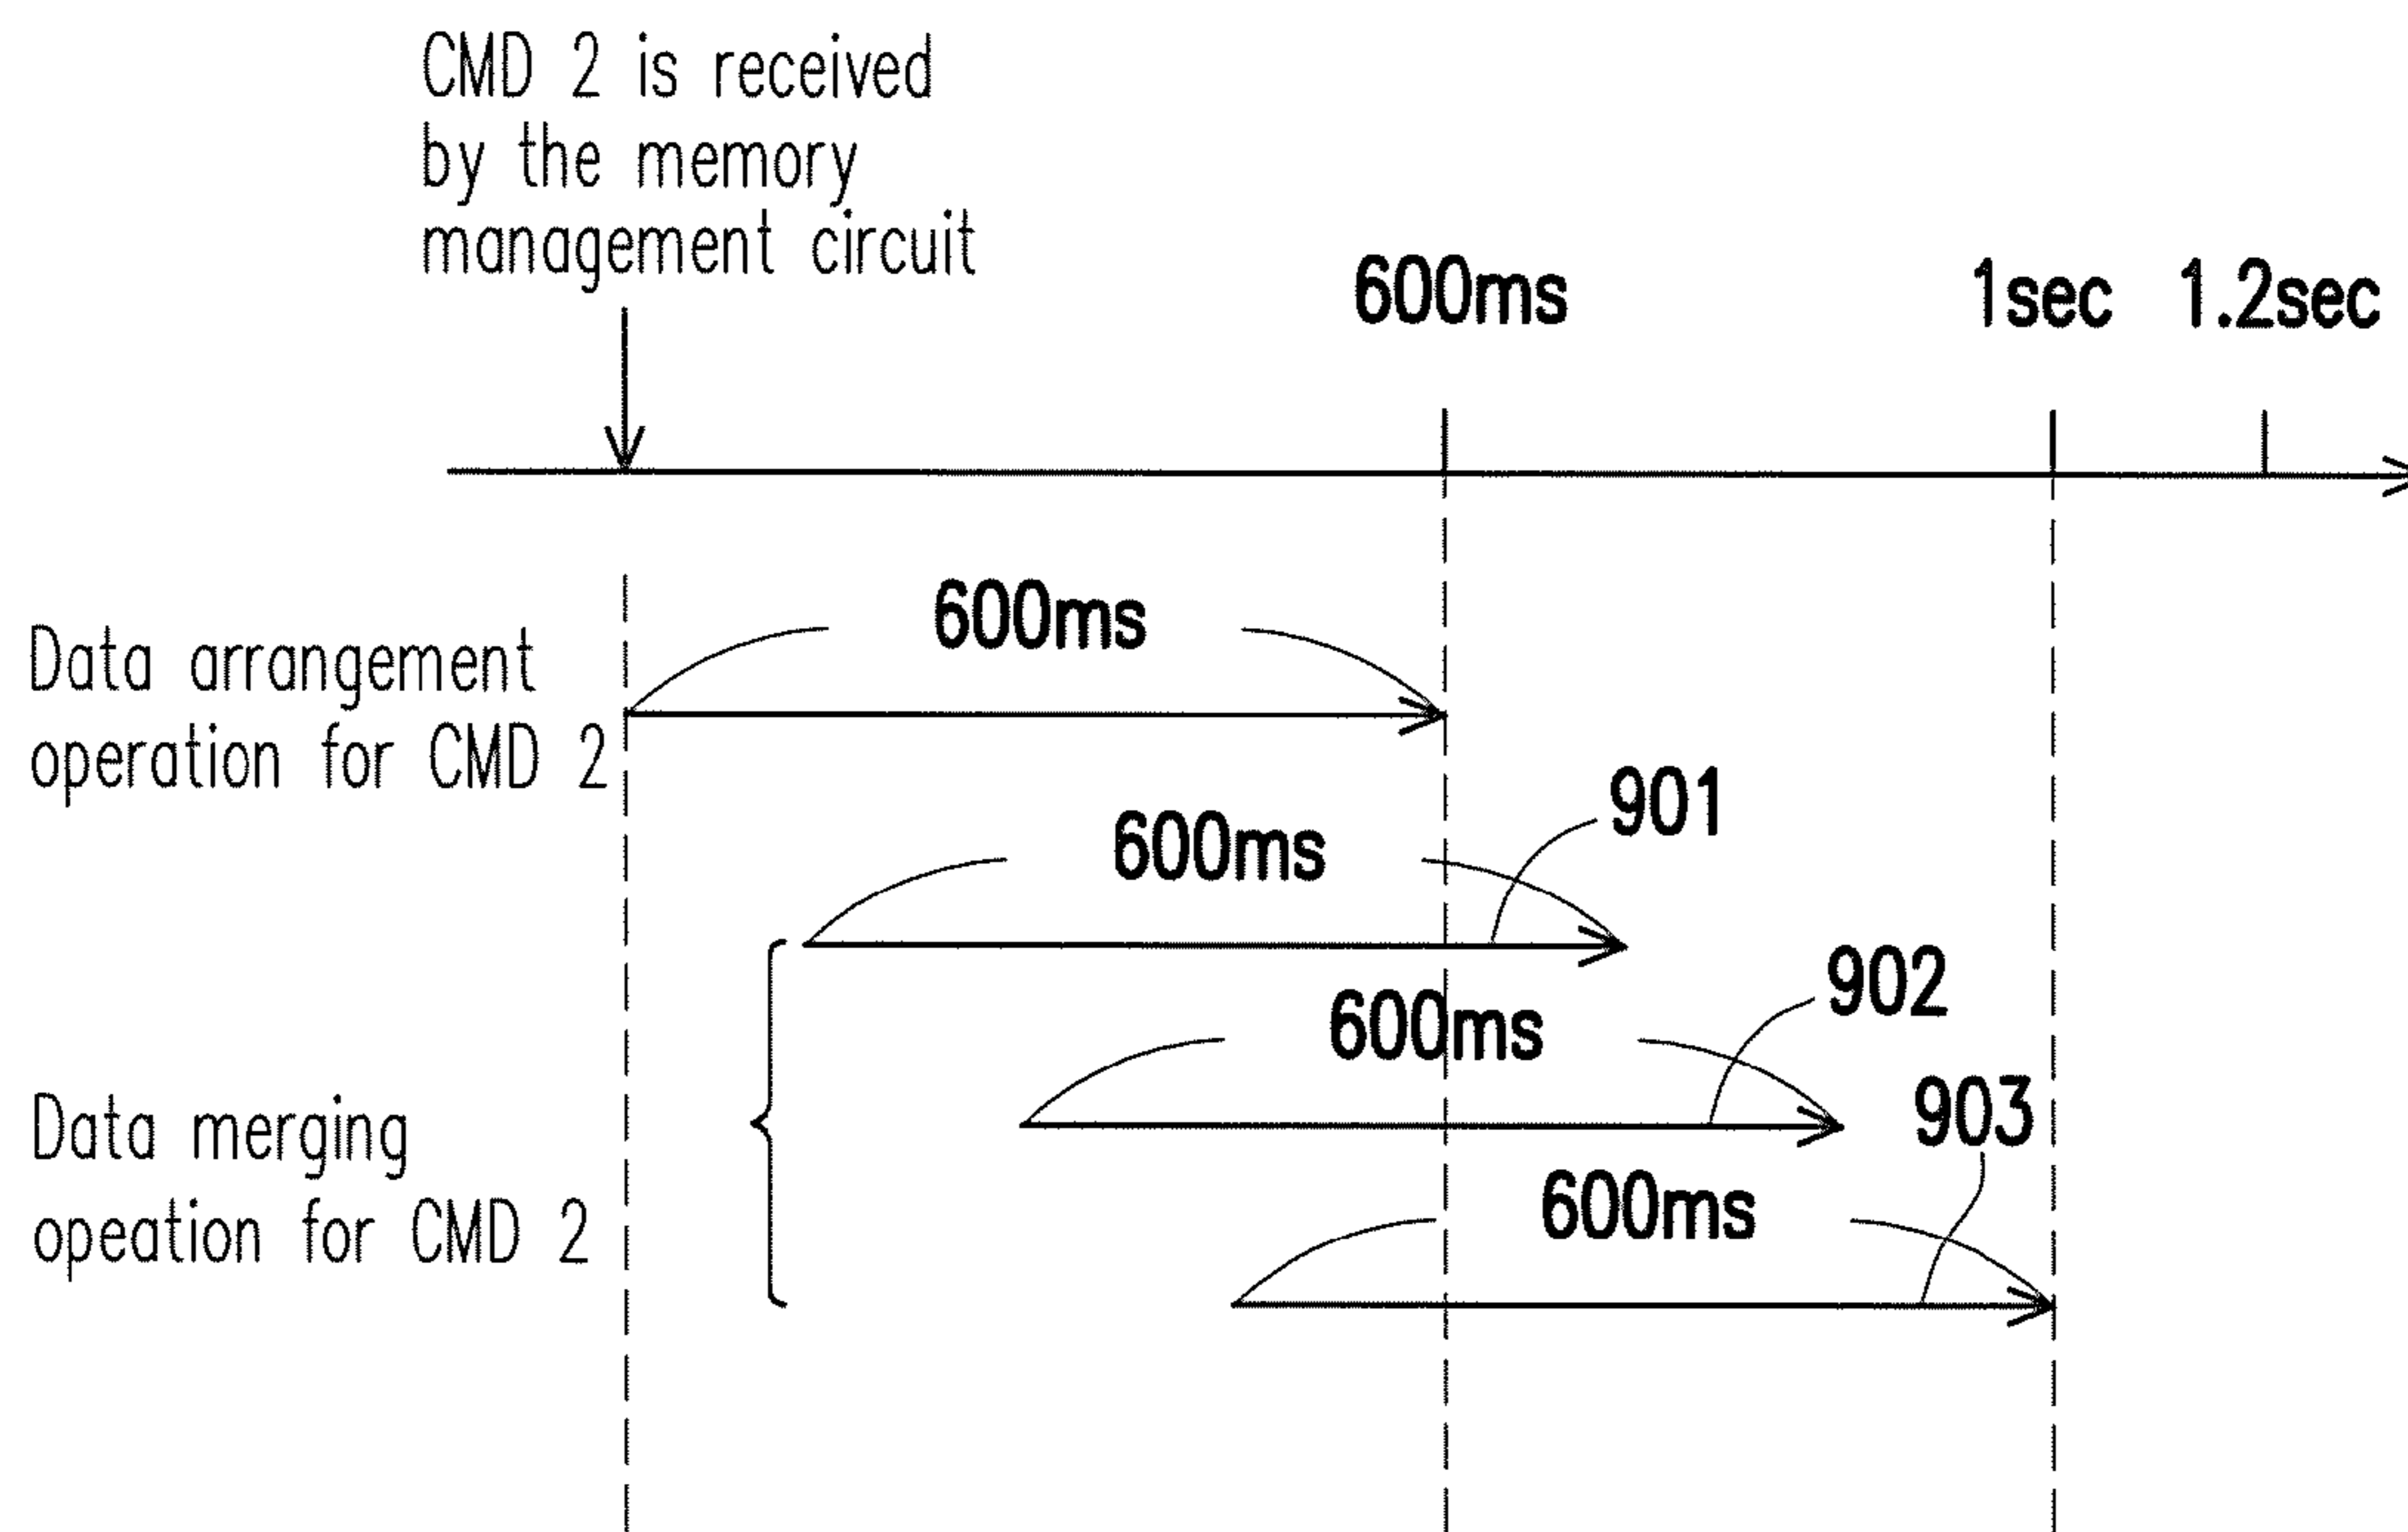 CMD 2 is received
by the memory
management circuit
600ms
1sec
1.2sec
600ms
Data arrangement
operation for CMD 2
901
600ms
902
600ms
903
Data merging
opeation for CMD 2
600ms